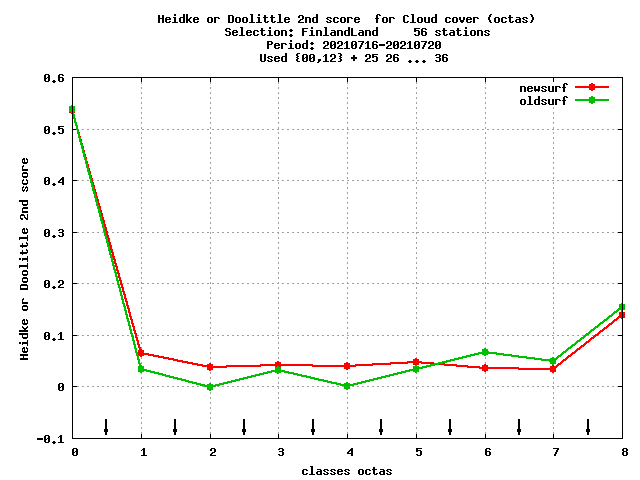 Heidke or Doolittle 2nd score  for Cloud cover (octas)
Selection: FinlandLand     56 stations
Period: 20210716-20210720
Used {00,12} + 25 26 ... 36
newsurf
oldsurf
0.6
0.5
0.4
0.3
0.2
0.1
0
-0.1
Heidke or Doolittle 2nd score
0 1 2 3 4 5 6 7 8
classes octas